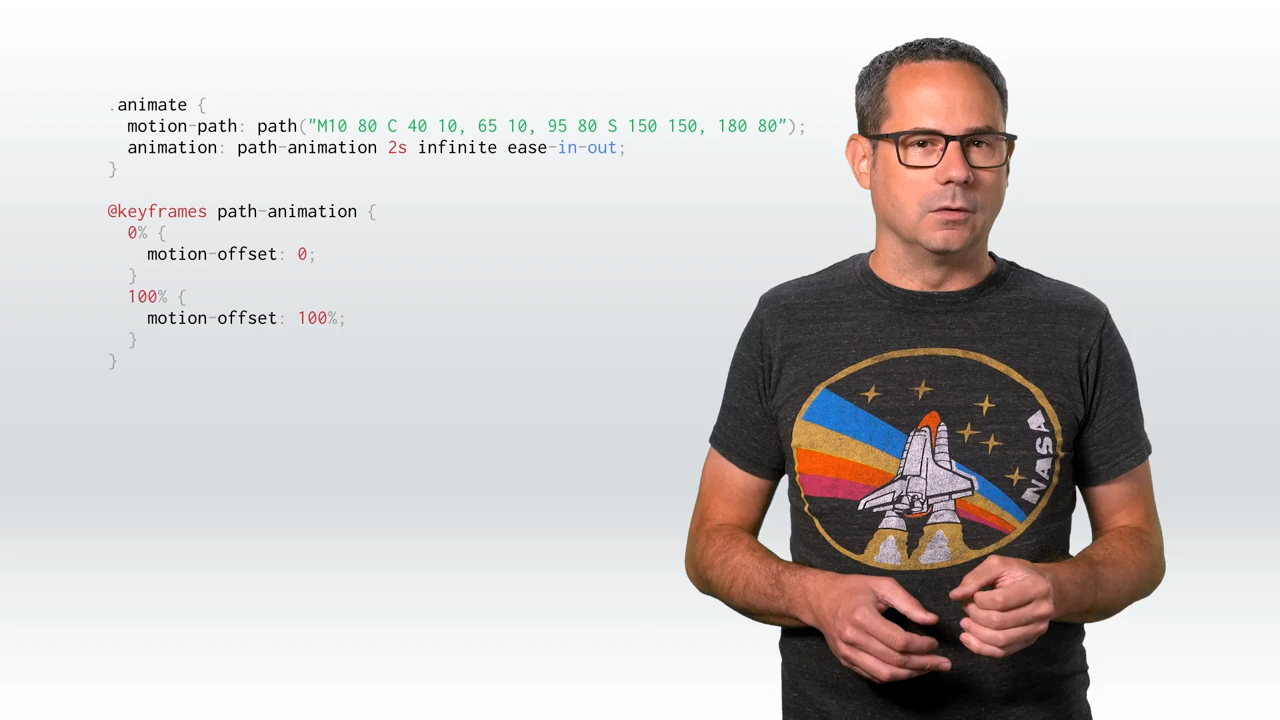 .animate {
motion-path: path("M10 80 C 40 10, 65 10, 95 80 S 150 150, 180 80");
animation: path-animation 2s infinite ease-in-out;
}
@keyframes path-animation {
0% {
motion-offset: 0;
}
100% {
motion-offset: 100%;
}
}
NASA